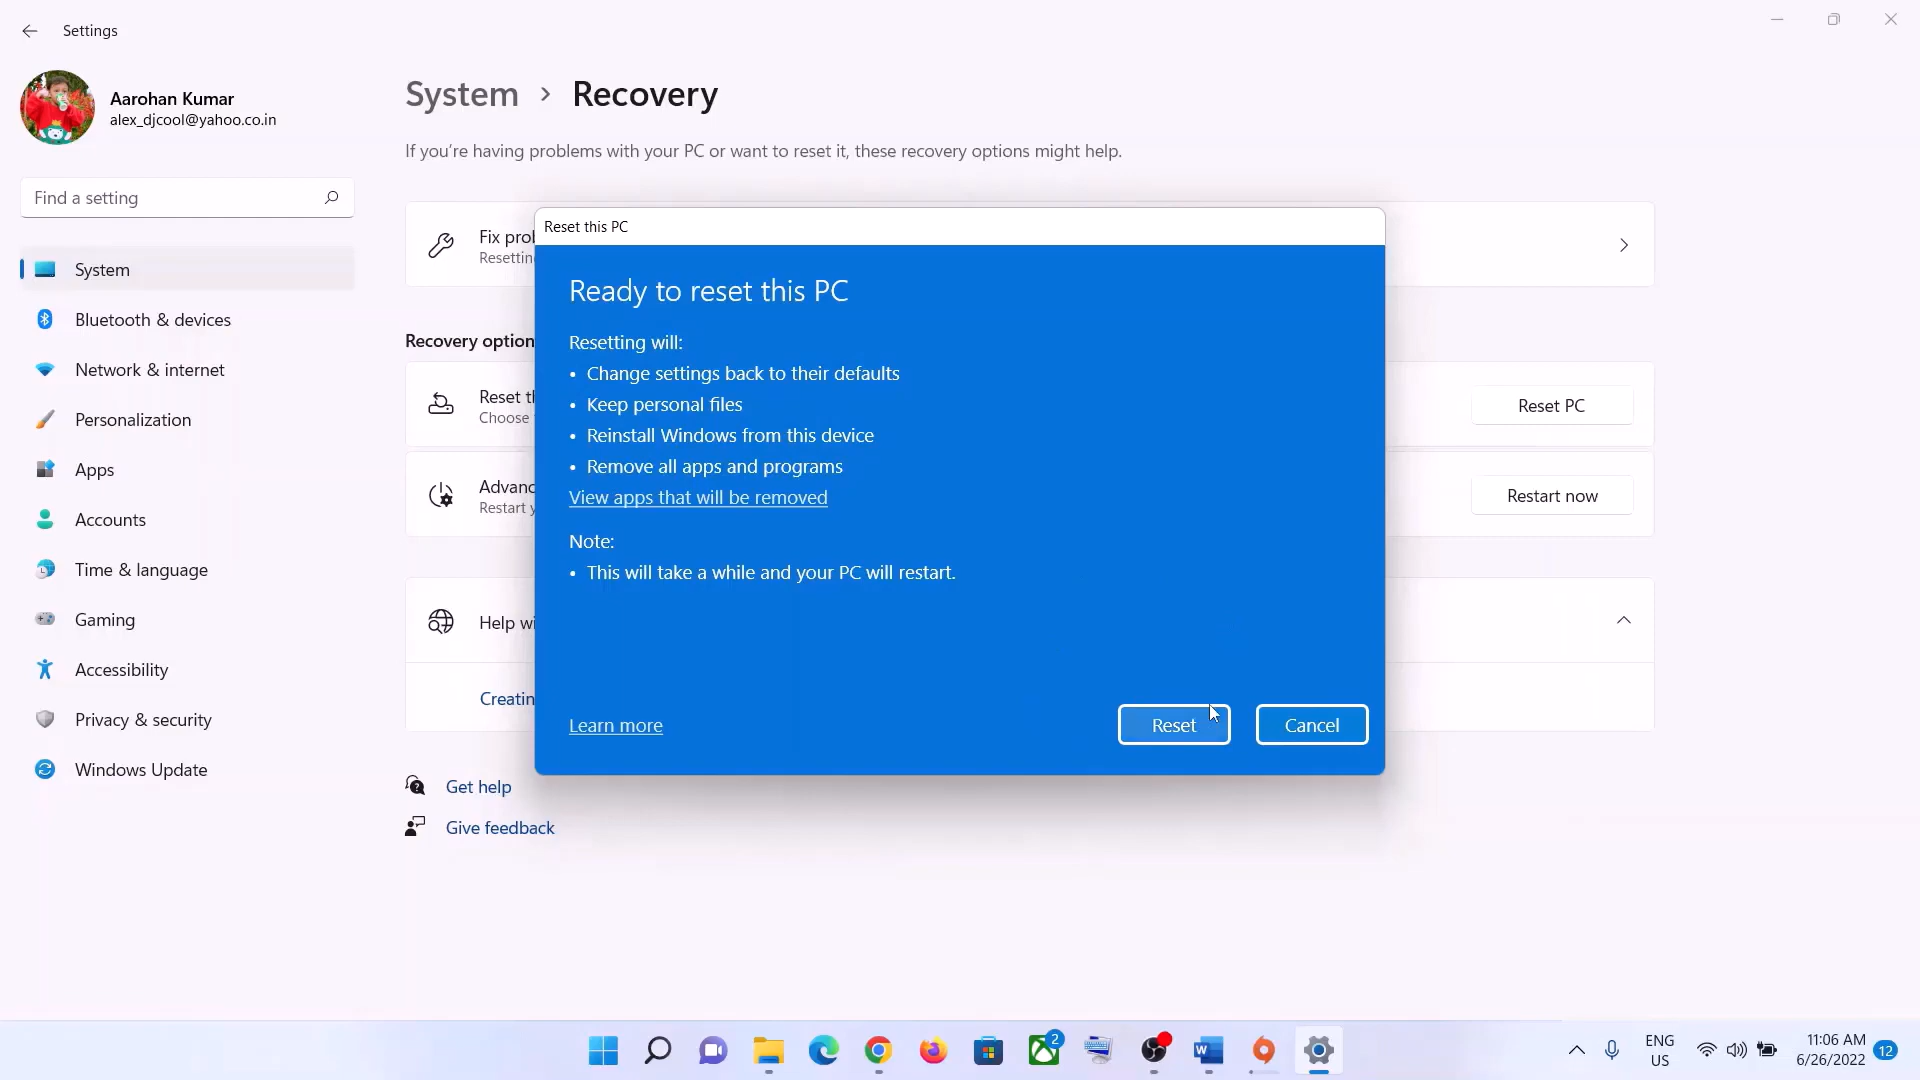 Settings
Aarohan Kumar
alex_djcool@yahoo.co.in
Find a setting
System
Bluetooth & devices
Network & internet
Personalization
Apps
Accounts
Time & language
Gaming
Accessibility
Privacy & security
Windows Update
System > Recovery
If you're having problems with your PC or want to reset it, these recovery options might help.
Fix pro
Resettin
Recovery option
Reset t
Choose
Reset PC
Advanc
Restart y
Restart now
Help wi
Creatin
Get help
Give feedback
Reset this PC
Ready to reset this PC
Resetting will:
• Change settings back to their defaults
• Keep personal files
• Reinstall Windows from this device
• Remove all apps and programs
View apps that will be removed
Note:
• This will take a while and your PC will restart.
Learn more
Reset
Cancel
2
W
ENG
US
11:06 AM
6/26/2022
12